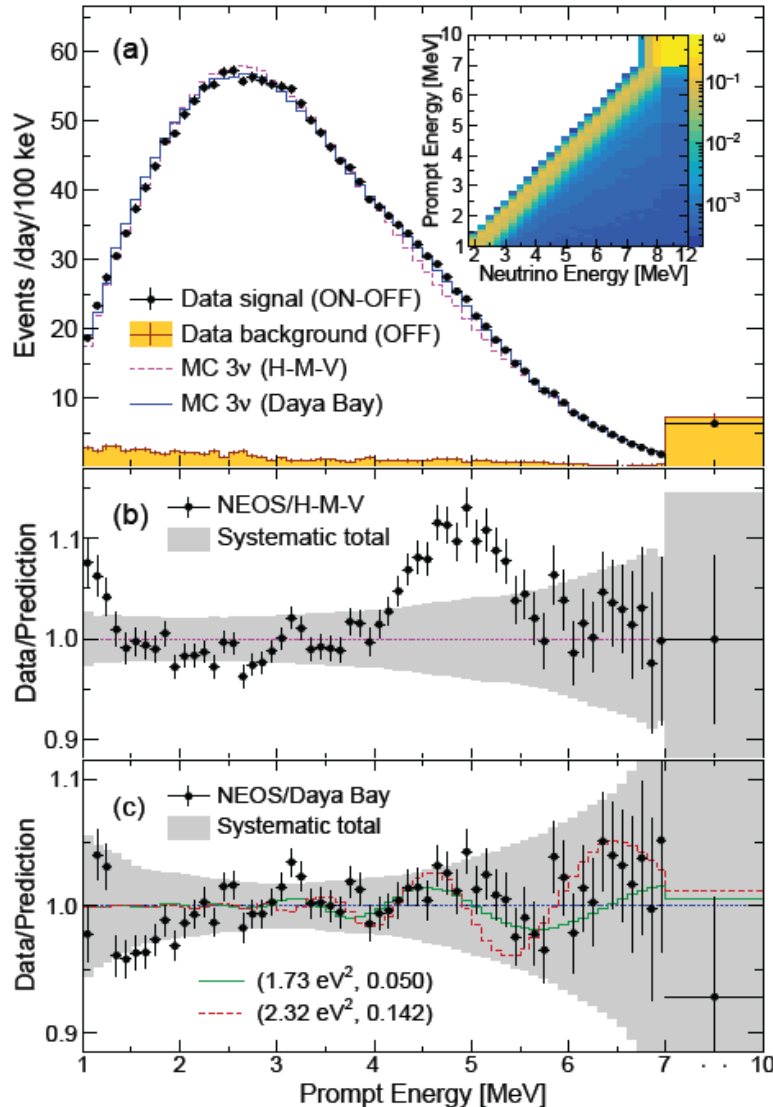 (a)
Events /day/100 keV
60
50
40
30
20
10
Prompt Energy [MeV]
10
7
6
5
4
3
2
1
2 3 4 5 6 7 8 12
Neutrino Energy [MeV]
ε
10⁻¹
10⁻²
10⁻³
Data signal (ON-OFF)
Data background (OFF)
MC 3ν (H-M-V)
MC 3ν (Daya Bay)
(b)
NEOS/H-M-V
Systematic total
Data/Prediction
1.1
1.0
0.9
(c)
NEOS/Daya Bay
Systematic total
Data/Prediction
1.1
1.0
0.9
(1.73 eV², 0.050)
(2.32 eV², 0.142)
1 2 3 4 5 6 7 · · 10
Prompt Energy [MeV]